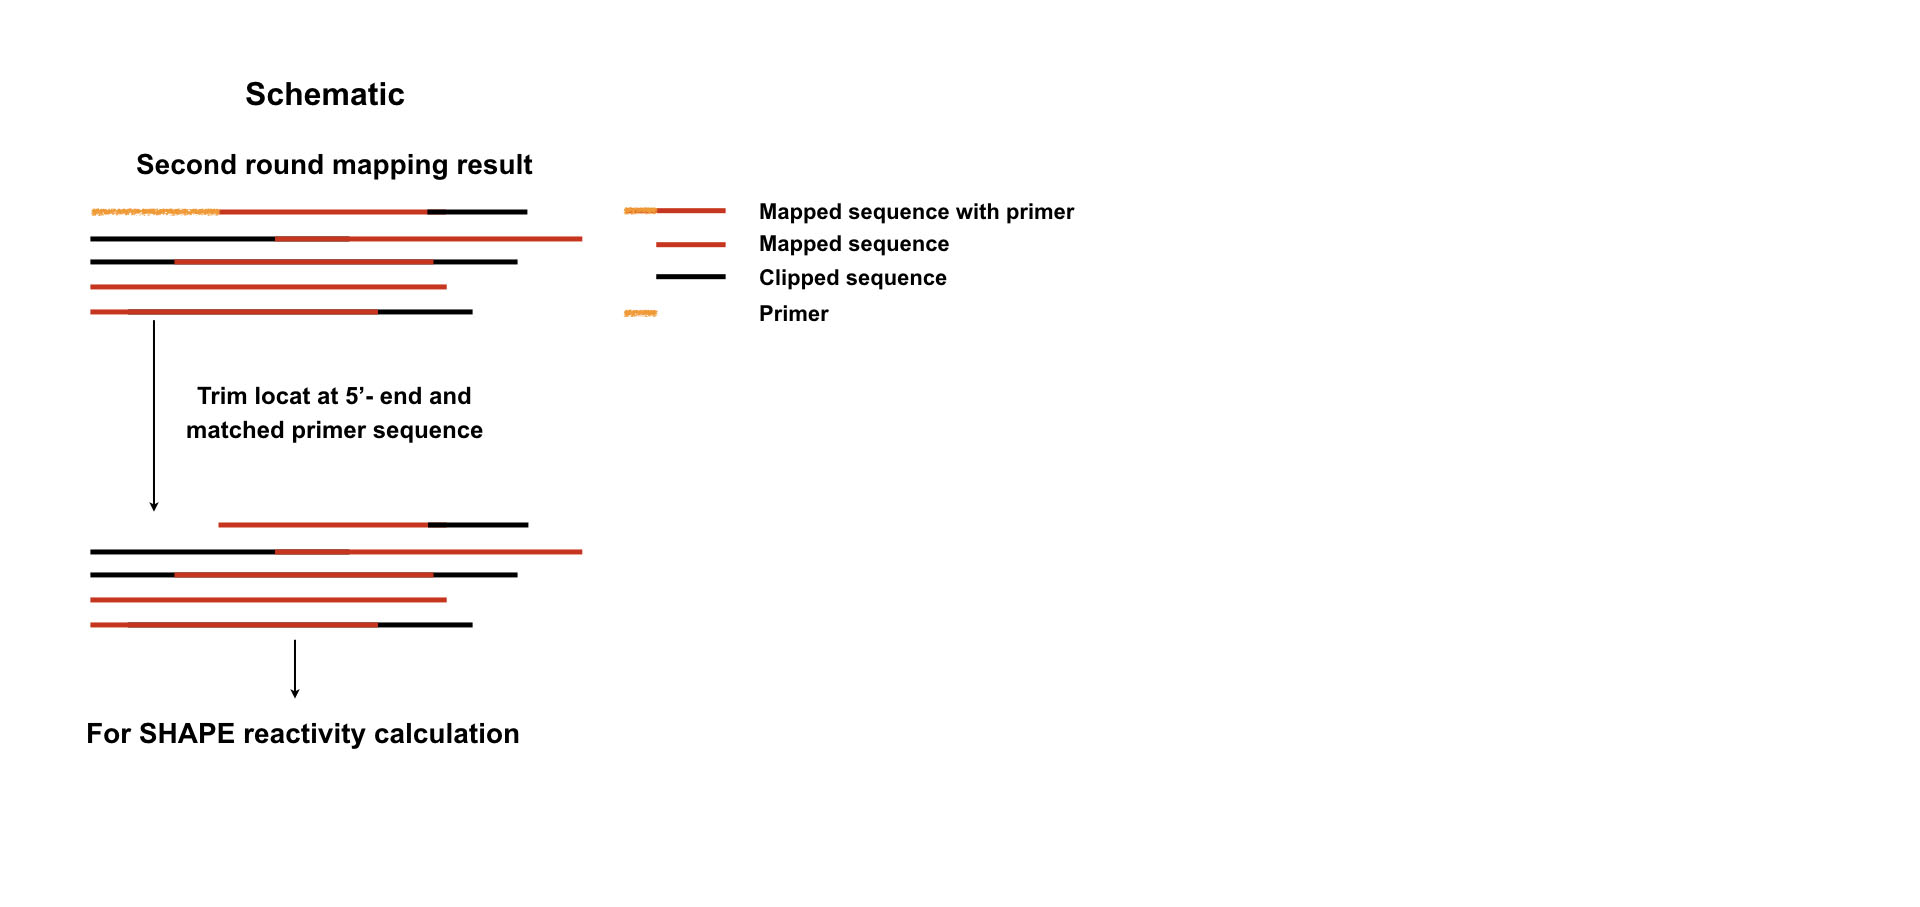 Schematic
Second round mapping result
Mapped sequence with primer
Mapped sequence
Clipped sequence
Primer
Trim locat at 5’- end and
matched primer sequence
For SHAPE reactivity calculation